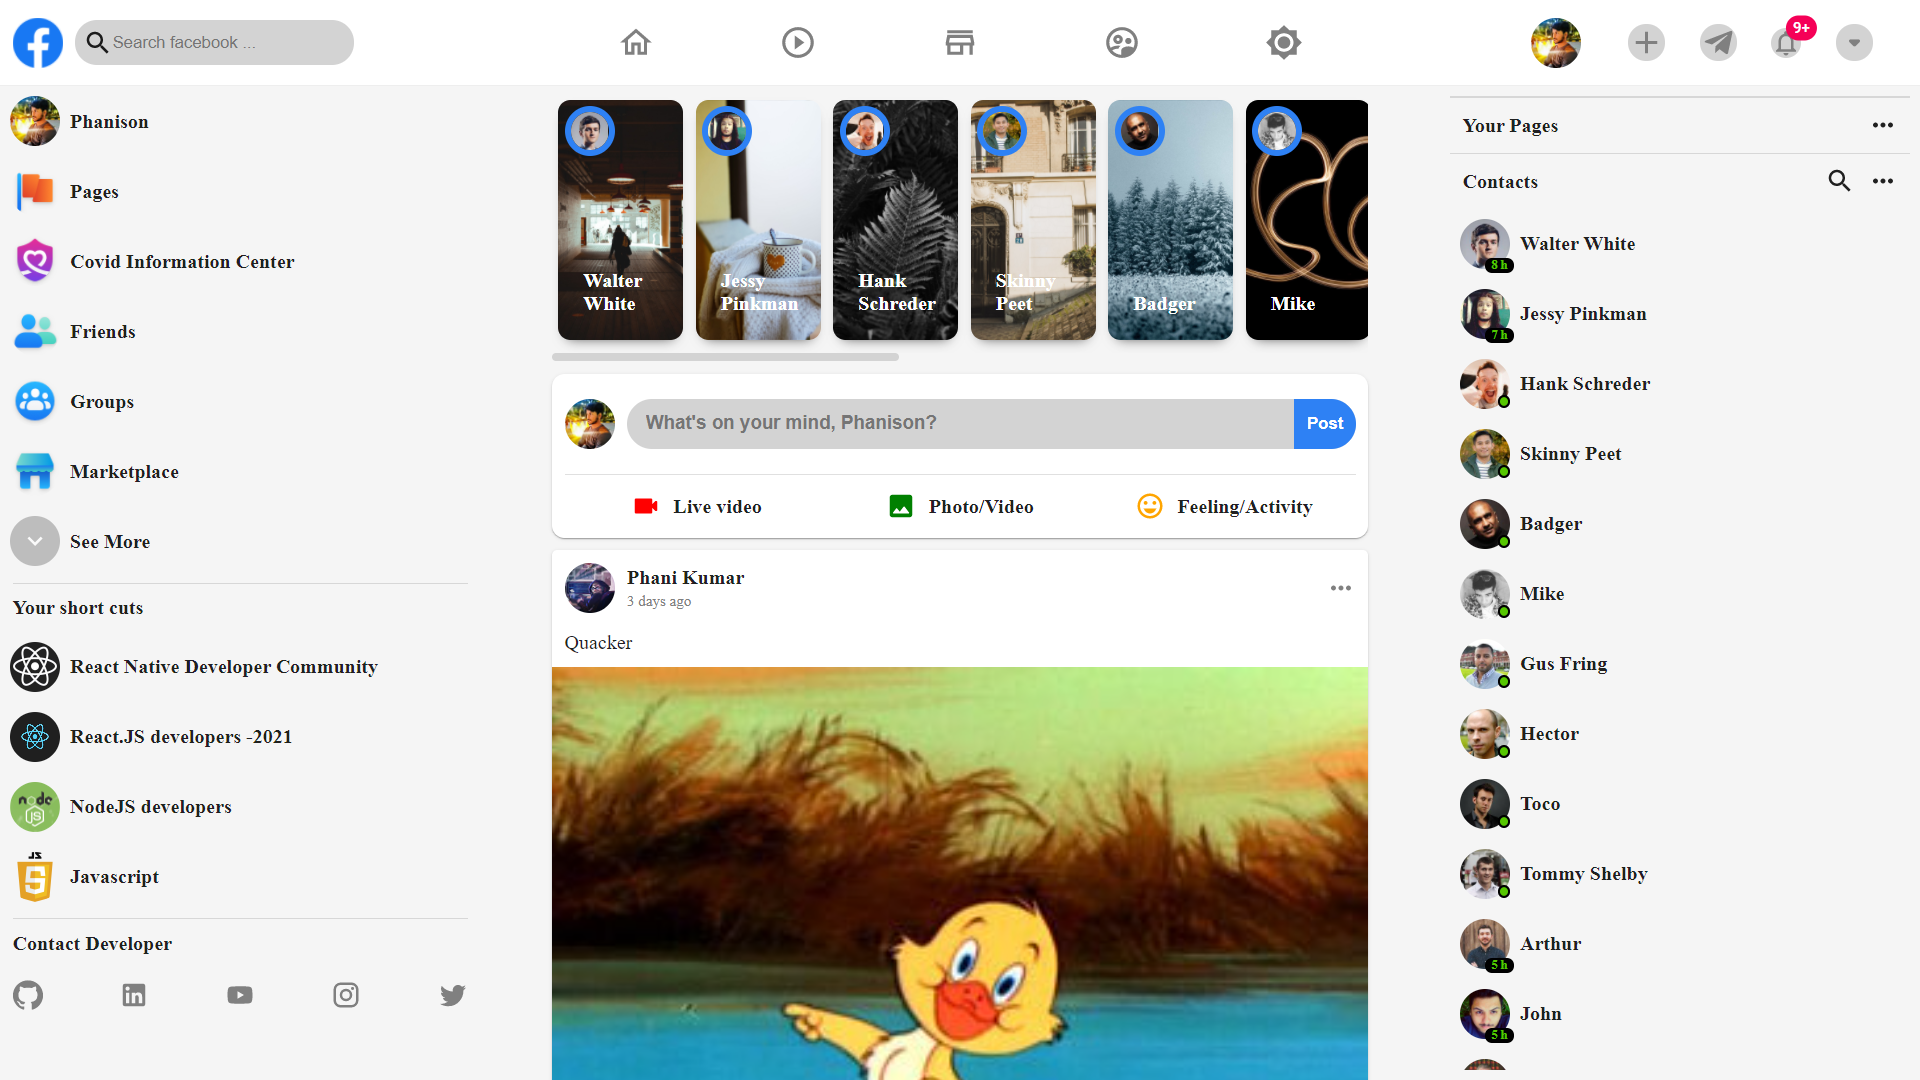 Search facebook ...
9+
Phanison
Pages
Covid Information Center
Friends
Groups
Marketplace
See More
Your short cuts
React Native Developer Community
React.JS developers -2021
NodeJS developers
Javascript
Contact Developer
Walter
White
Jessy
Pinkman
Hank
Schreder
Skinny
Peet
Badger
Mike
What's on your mind, Phanison?
Post
Live video
Photo/Video
Feeling/Activity
Phani Kumar
3 days ago
Quacker
Your Pages
Contacts
Walter White
8 h
Jessy Pinkman
7 h
Hank Schreder
Skinny Peet
Badger
Mike
Gus Fring
Hector
Toco
Tommy Shelby
Arthur
5 h
John
5 h